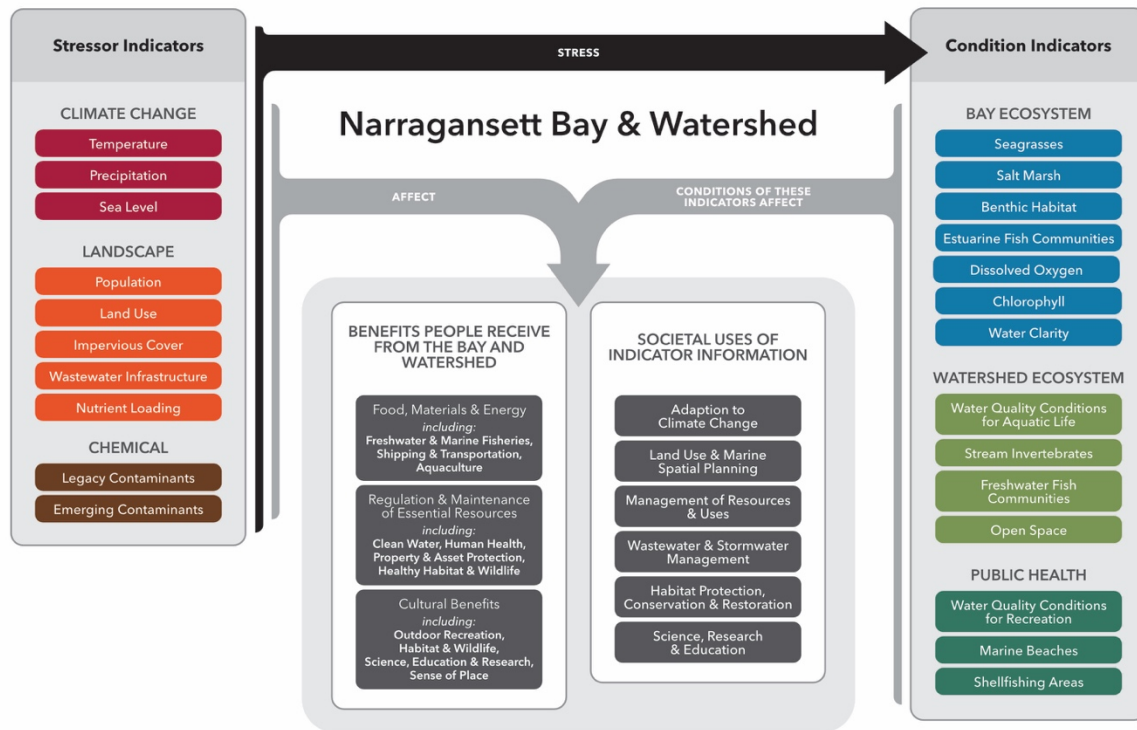 Stressor Indicators
CLIMATE CHANGE
Temperature
Precipitation
Sea Level
LANDSCAPE
Population
Land Use
Impervious Cover
Wastewater Infrastructure
Nutrient Loading
CHEMICAL
Legacy Contaminants
Emerging Contaminants
STRESS
Narragansett Bay & Watershed
AFFECT
CONDITIONS OF THESE
INDICATORS AFFECT
BENEFITS PEOPLE RECEIVE
FROM THE BAY AND
WATERSHED
Food, Materials & Energy
including:
Freshwater & Marine Fisheries,
Shipping & Transportation,
Aquaculture
Regulation & Maintenance
of Essential Resources
including:
Clean Water, Human Health,
Property & Asset Protection,
Healthy Habitat & Wildlife
Cultural Benefits
including:
Outdoor Recreation,
Habitat & Wildlife,
Science, Education & Research,
Sense of Place
SOCIETAL USES OF
INDICATOR INFORMATION
Adaption to
Climate Change
Land Use & Marine
Spatial Planning
Management of Resources
& Uses
Wastewater & Stormwater
Management
Habitat Protection,
Conservation & Restoration
Science, Research
& Education
Condition Indicators
BAY ECOSYSTEM
Seagrasses
Salt Marsh
Benthic Habitat
Estuarine Fish Communities
Dissolved Oxygen
Chlorophyll
Water Clarity
WATERSHED ECOSYSTEM
Water Quality Conditions
for Aquatic Life
Stream Invertebrates
Freshwater Fish
Communities
Open Space
PUBLIC HEALTH
Water Quality Conditions
for Recreation
Marine Beaches
Shellfishing Areas